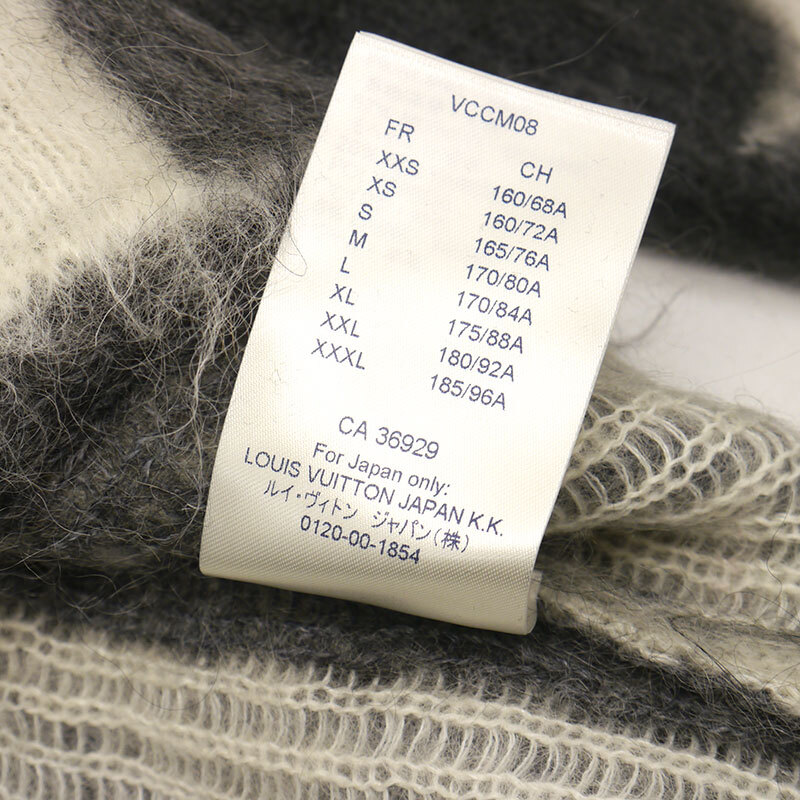 VCCM08
FR CH
XXS 160/68A
XS 160/72A
S 165/76A
M 170/80A
L 170/84A
XL 175/88A
XXL 180/92A
XXXL 185/96A
CA 36929
For Japan only:
LOUIS VUITTON JAPAN K.K.
ルイ・ヴィトン ジャパン(株)
0120-00-1854